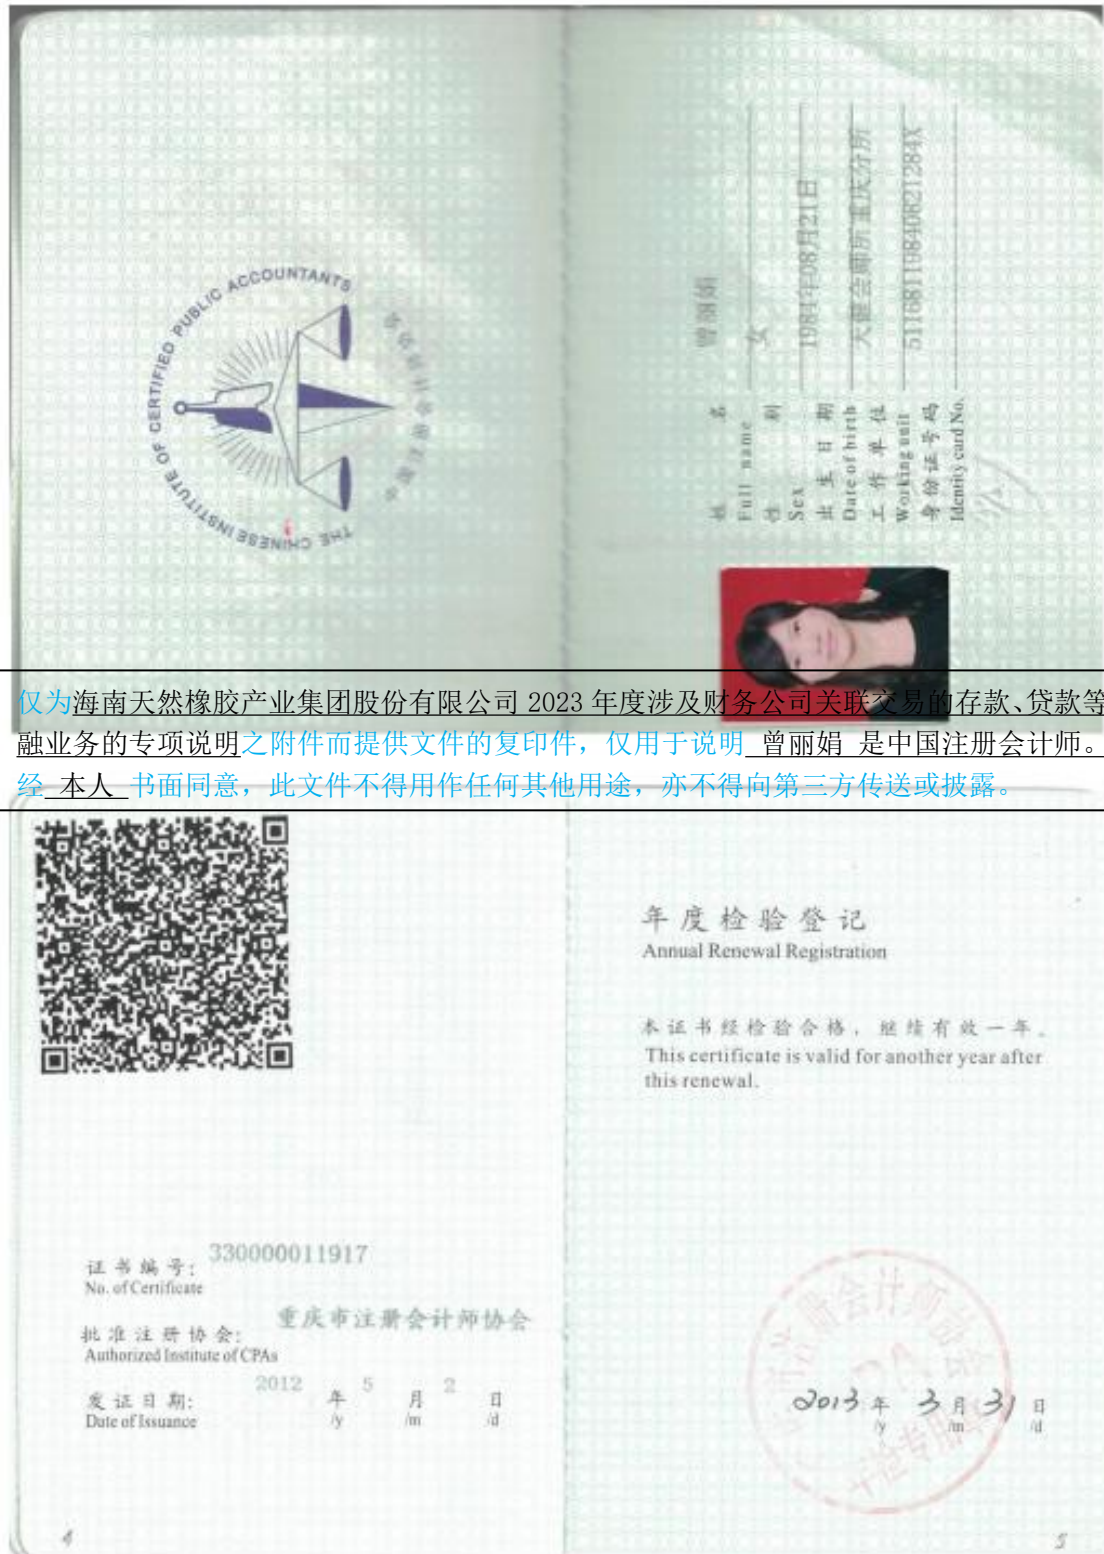 THE CHINESE INSTITUTE OF CERTIFIED PUBLIC ACCOUNTANTS
姓 名 曾丽娟
Full name
性 别 女
Sex
出生日期 1984年08月21日
Date of birth
工作单位 天健会师所重庆分所
Working unit
身份证号码 51168119840821284X
Identity card No.
仅为海南天然橡胶产业集团股份有限公司 2023 年度涉及财务公司关联交易的存款、贷款等
融业务的专项说明之附件而提供文件的复印件，仅用于说明 曾丽娟 是中国注册会计师。
经 本人 书面同意，此文件不得用作任何其他用途，亦不得向第三方传送或披露。
证书编号: 330000011917
No. of Certificate
批准注册协会: 重庆市注册会计师协会
Authorized Institute of CPAs
发证日期: 2012 年 5 月 2 日
Date of Issuance /y /m /d
4
年度检验登记
Annual Renewal Registration
本证书经检验合格，继续有效一年。
This certificate is valid for another year after
this renewal.
2013 年 3 月 31 日
/y /m /d
5